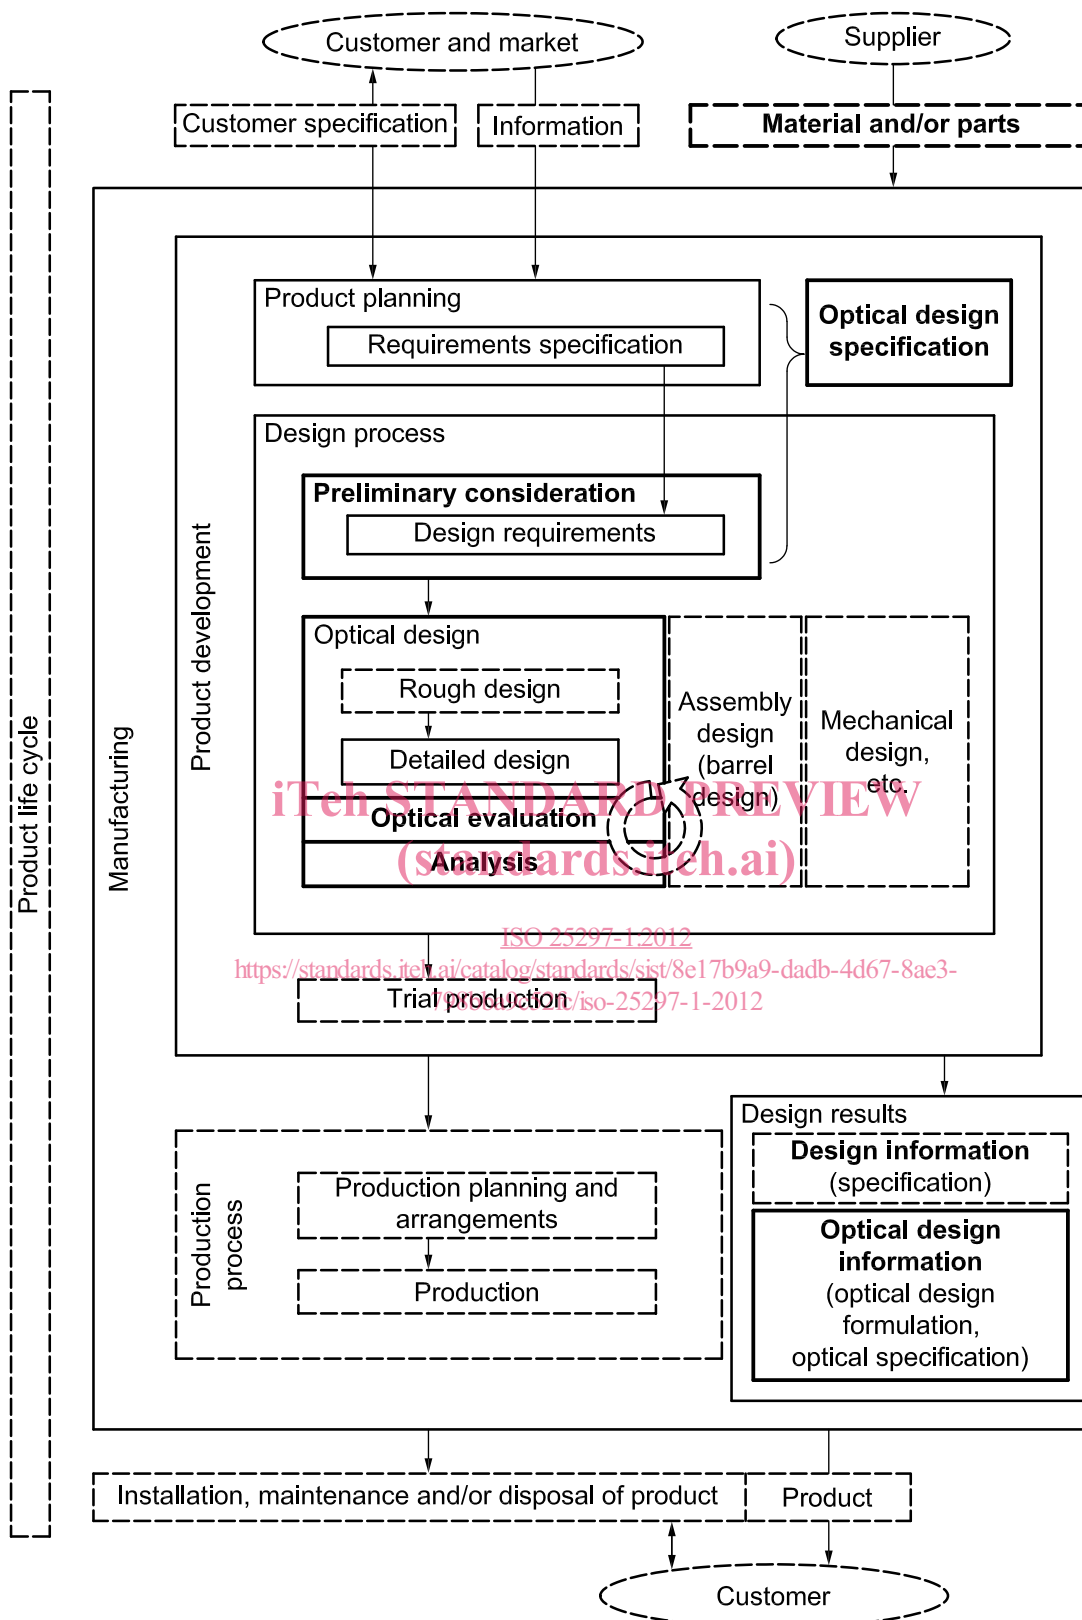 Customer and market
Supplier
Customer specification
Information
Material and/or parts
Product planning
Requirements specification
Optical design
specification
Design process
Preliminary consideration
Design requirements
Optical design
Rough design
Detailed design
Optical evaluation
Analysis
Assembly
design
(barrel
design)
Mechanical
design,
etc.
iTeh STANDARD PREVIEW
(standards.iteh.ai)
ISO 25297-1:2012
https://standards.iteh.ai/catalog/standards/sist/8e17b9a9-dadb-4d67-8ae3-
/iso-25297-1-2012
Trial production
Product life cycle
Manufacturing
Product development
Design results
Design information
(specification)
Optical design
information
(optical design
formulation,
optical specification)
Production
process
Production planning and
arrangements
Production
Installation, maintenance and/or disposal of product
Product
Customer